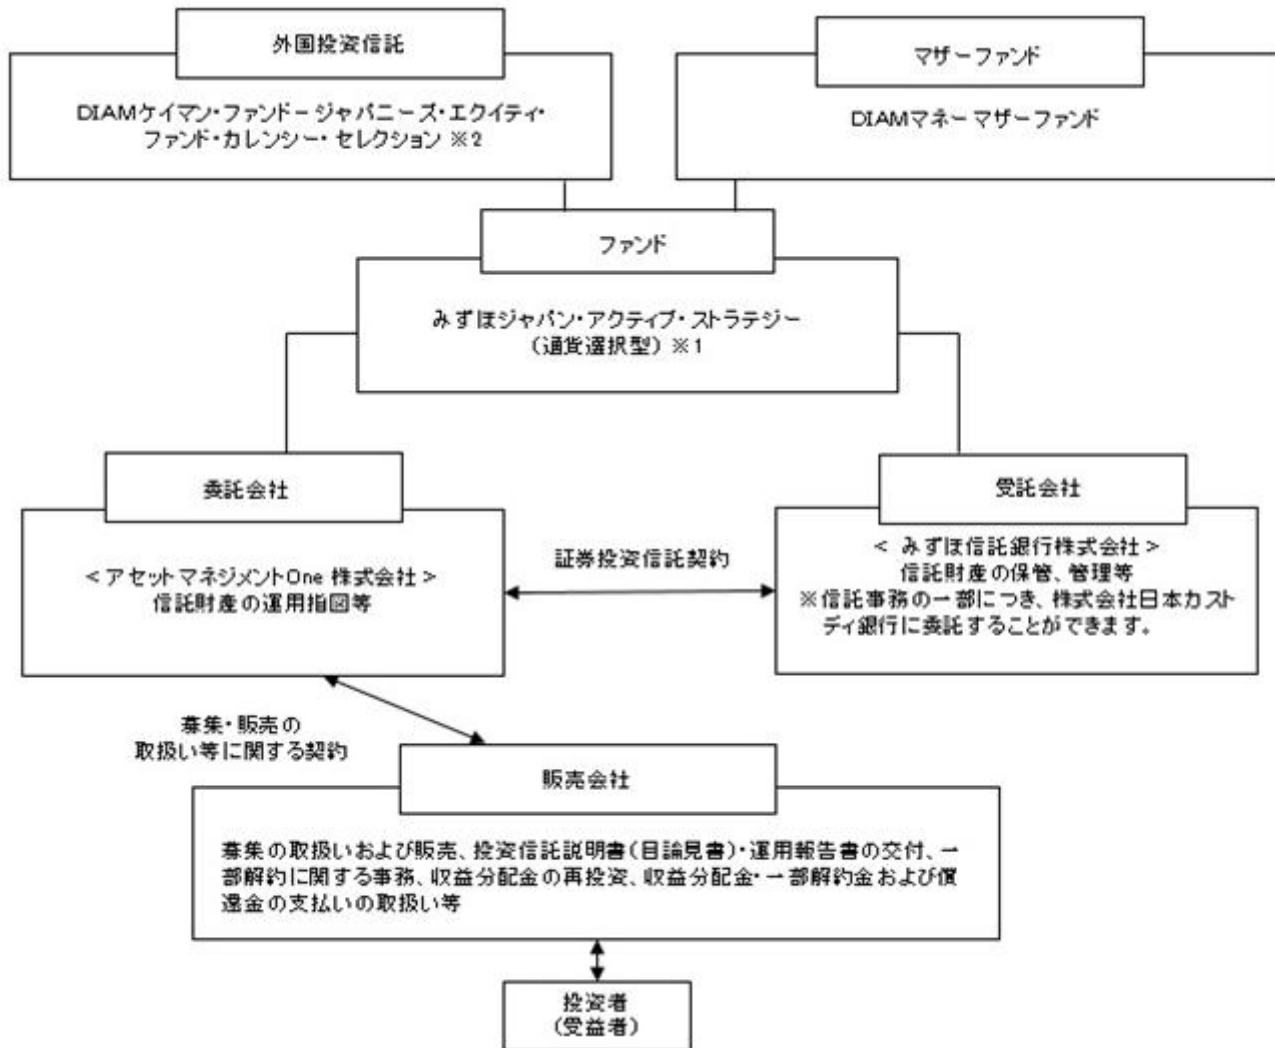 外国投資信託
DIAMケイマン・ファンド－ジャパニーズ・エクイティ・
ファンド・カレンシー・セレクション ※2
マザーファンド
DIAMマネーマザーファンド
ファンド
みずほジャパン・アクティブ・ストラテジー
（通貨選択型）※1
委託会社
＜アセットマネジメントOne 株式会社＞
信託財産の運用指図等
証券投資信託契約
受託会社
＜ みずほ信託銀行株式会社＞
信託財産の保管、管理等
※信託事務の一部につき、株式会社日本カスト
ディ銀行に委託することができます。
募集・販売の
取扱い等に関する契約
販売会社
募集の取扱いおよび販売、投資信託説明書（目論見書）・運用報告書の交付、一
部解約に関する事務、収益分配金の再投資、収益分配金・一部解約金および償
還金の支払いの取扱い等
投資者
（受益者）